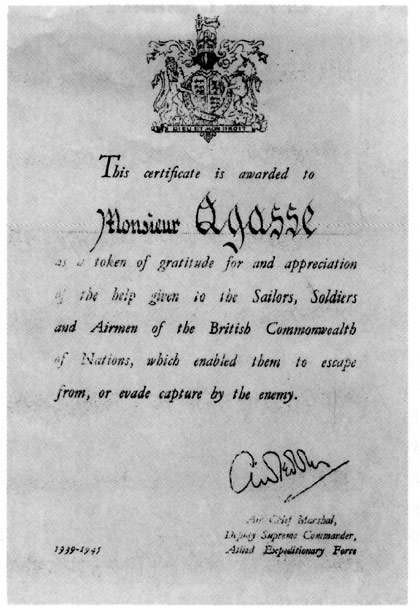 DIEU ET MON DROIT
This certificate is awarded to
Monsieur Agasse
as a token of gratitude for and appreciation
of the help given to the Sailors, Soldiers
and Airmen of the British Commonwealth
of Nations, which enabled them to escape
from, or evade capture by the enemy.
Air Chief Marshal,
Deputy Supreme Commander,
1939-1945 Allied Expeditionary Force